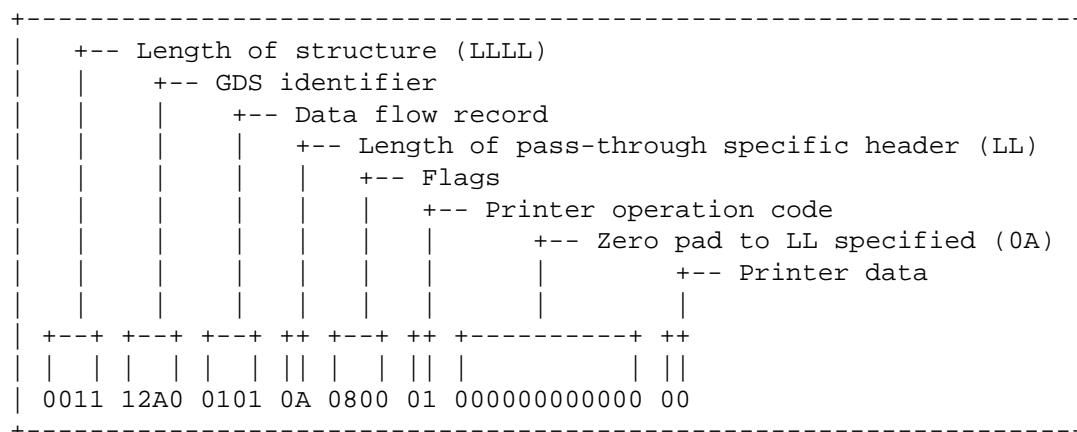 +------------------------------------------------------------------
|    +-- Length of structure (LLLL)
|    |    +-- GDS identifier
|    |    |    +-- Data flow record
|    |    |    |   +-- Length of pass-through specific header (LL)
|    |    |    |   |   +-- Flags
|    |    |    |   |   |   +-- Printer operation code
|    |    |    |   |   |   |      +-- Zero pad to LL specified (0A)
|    |    |    |   |   |   |      |        +-- Printer data
|    |    |    |   |   |   |      |        |
|  +--+ +--+ +--+ ++ +--+ ++ +----------+ ++
|  |  | |  | |  | || |  | || |          | ||
|  0011 12A0 0101 0A 0800 01 000000000000 00
+------------------------------------------------------------------